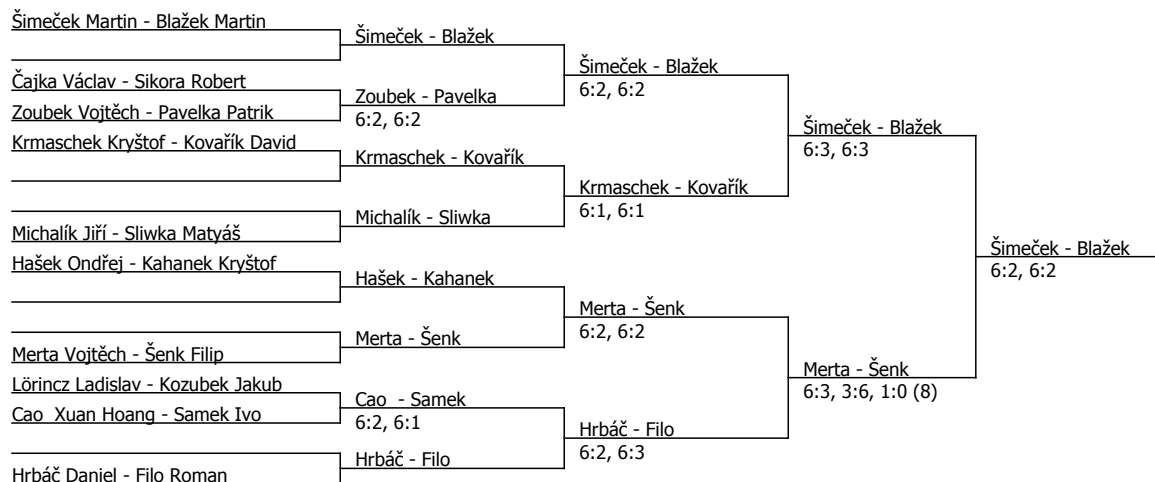 Šimeček Martin - Blažek Martin
Čajka Václav - Sikora Robert
Zoubek Vojtěch - Pavelka Patrik
Krmaschek Kryštof - Kovařík David
Michalík Jiří - Sliwka Matyáš
Hašek Ondřej - Kahanek Kryštof
Merta Vojtěch - Šenk Filip
Lörincz Ladislav - Kozubek Jakub
Cao  Xuan Hoang - Samek Ivo
Hrbáč Daniel - Filo Roman
Šimeček - Blažek
Zoubek - Pavelka
6:2, 6:2
Krmaschek - Kovařík
Michalík - Sliwka
Hašek - Kahanek
Merta - Šenk
Cao  - Samek
6:2, 6:1
Hrbáč - Filo
Šimeček - Blažek
6:2, 6:2
Krmaschek - Kovařík
6:1, 6:1
Merta - Šenk
6:2, 6:2
Hrbáč - Filo
6:2, 6:3
Šimeček - Blažek
6:3, 6:3
Merta - Šenk
6:3, 3:6, 1:0 (8)
Šimeček - Blažek
6:2, 6:2